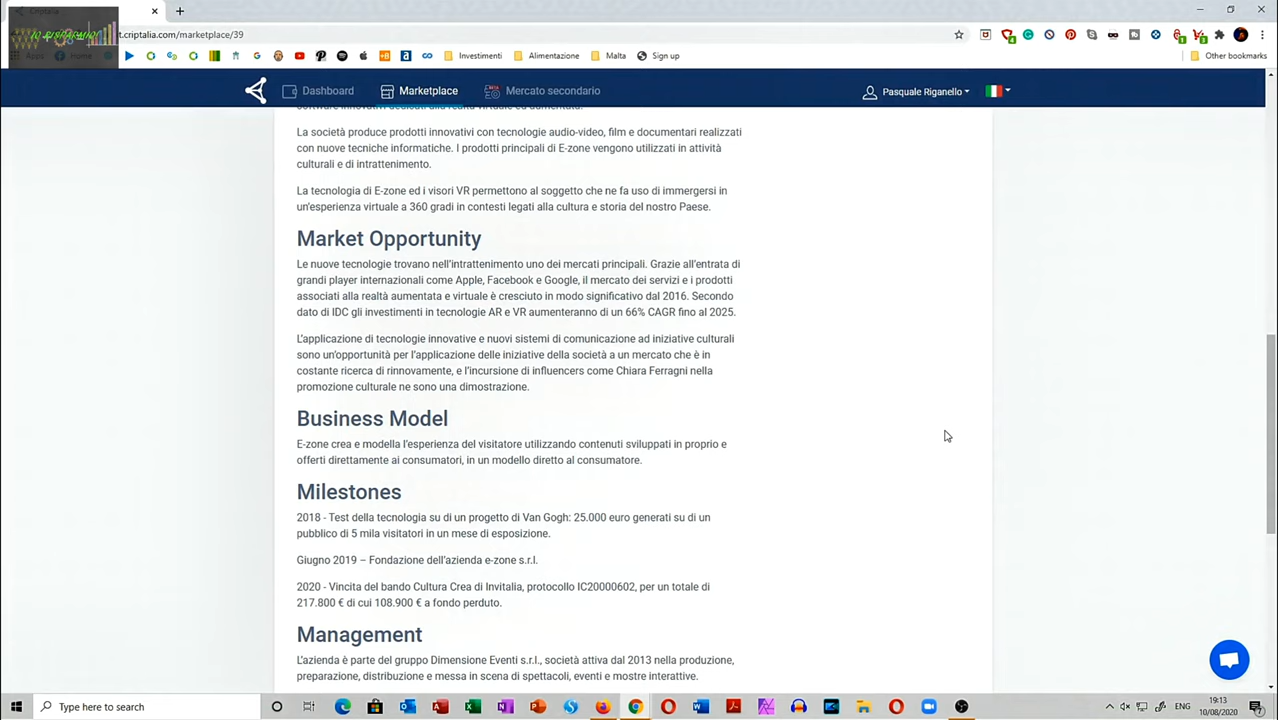 Criptalia
IO RISPARMIO
t.criptalia.com/marketplace/39
Apps
Home
Investimenti
Alimentazione
Malta
Sign up
Other bookmarks
Dashboard
Marketplace
BETA
Mercato secondario
Pasquale Riganello
software innovativi dedicati alla realtà virtuale ed aumentata.
La società produce prodotti innovativi con tecnologie audio-video, film e documentari realizzati
con nuove tecniche informatiche. I prodotti principali di E-zone vengono utilizzati in attività
culturali e di intrattenimento.
La tecnologia di E-zone ed i visori VR permettono al soggetto che ne fa uso di immergersi in
un'esperienza virtuale a 360 gradi in contesti legati alla cultura e storia del nostro Paese.
Market Opportunity
Le nuove tecnologie trovano nell'intrattenimento uno dei mercati principali. Grazie all'entrata di
grandi player internazionali come Apple, Facebook e Google, il mercato dei servizi e i prodotti
associati alla realtà aumentata e virtuale è cresciuto in modo significativo dal 2016. Secondo
dato di IDC gli investimenti in tecnologie AR e VR aumenteranno di un 66% CAGR fino al 2025.
L'applicazione di tecnologie innovative e nuovi sistemi di comunicazione ad iniziative culturali
sono un'opportunità per l'applicazione delle iniziative della società a un mercato che è in
costante ricerca di rinnovamente, e l'incursione di influencers come Chiara Ferragni nella
promozione culturale ne sono una dimostrazione.
Business Model
E-zone crea e modella l'esperienza del visitatore utilizzando contenuti sviluppati in proprio e
offerti direttamente ai consumatori, in un modello diretto al consumatore.
Milestones
2018 - Test della tecnologia su di un progetto di Van Gogh: 25.000 euro generati su di un
pubblico di 5 mila visitatori in un mese di esposizione.
Giugno 2019 – Fondazione dell'azienda e-zone s.r.l.
2020 - Vincita del bando Cultura Crea di Invitalia, protocollo IC20000602, per un totale di
217.800 € di cui 108.900 € a fondo perduto.
Management
L'azienda è parte del gruppo Dimensione Eventi s.r.l., società attiva dal 2013 nella produzione,
preparazione, distribuzione e messa in scena di spettacoli, eventi e mostre interattive.
Type here to search
ENG
19:13
10/08/2020